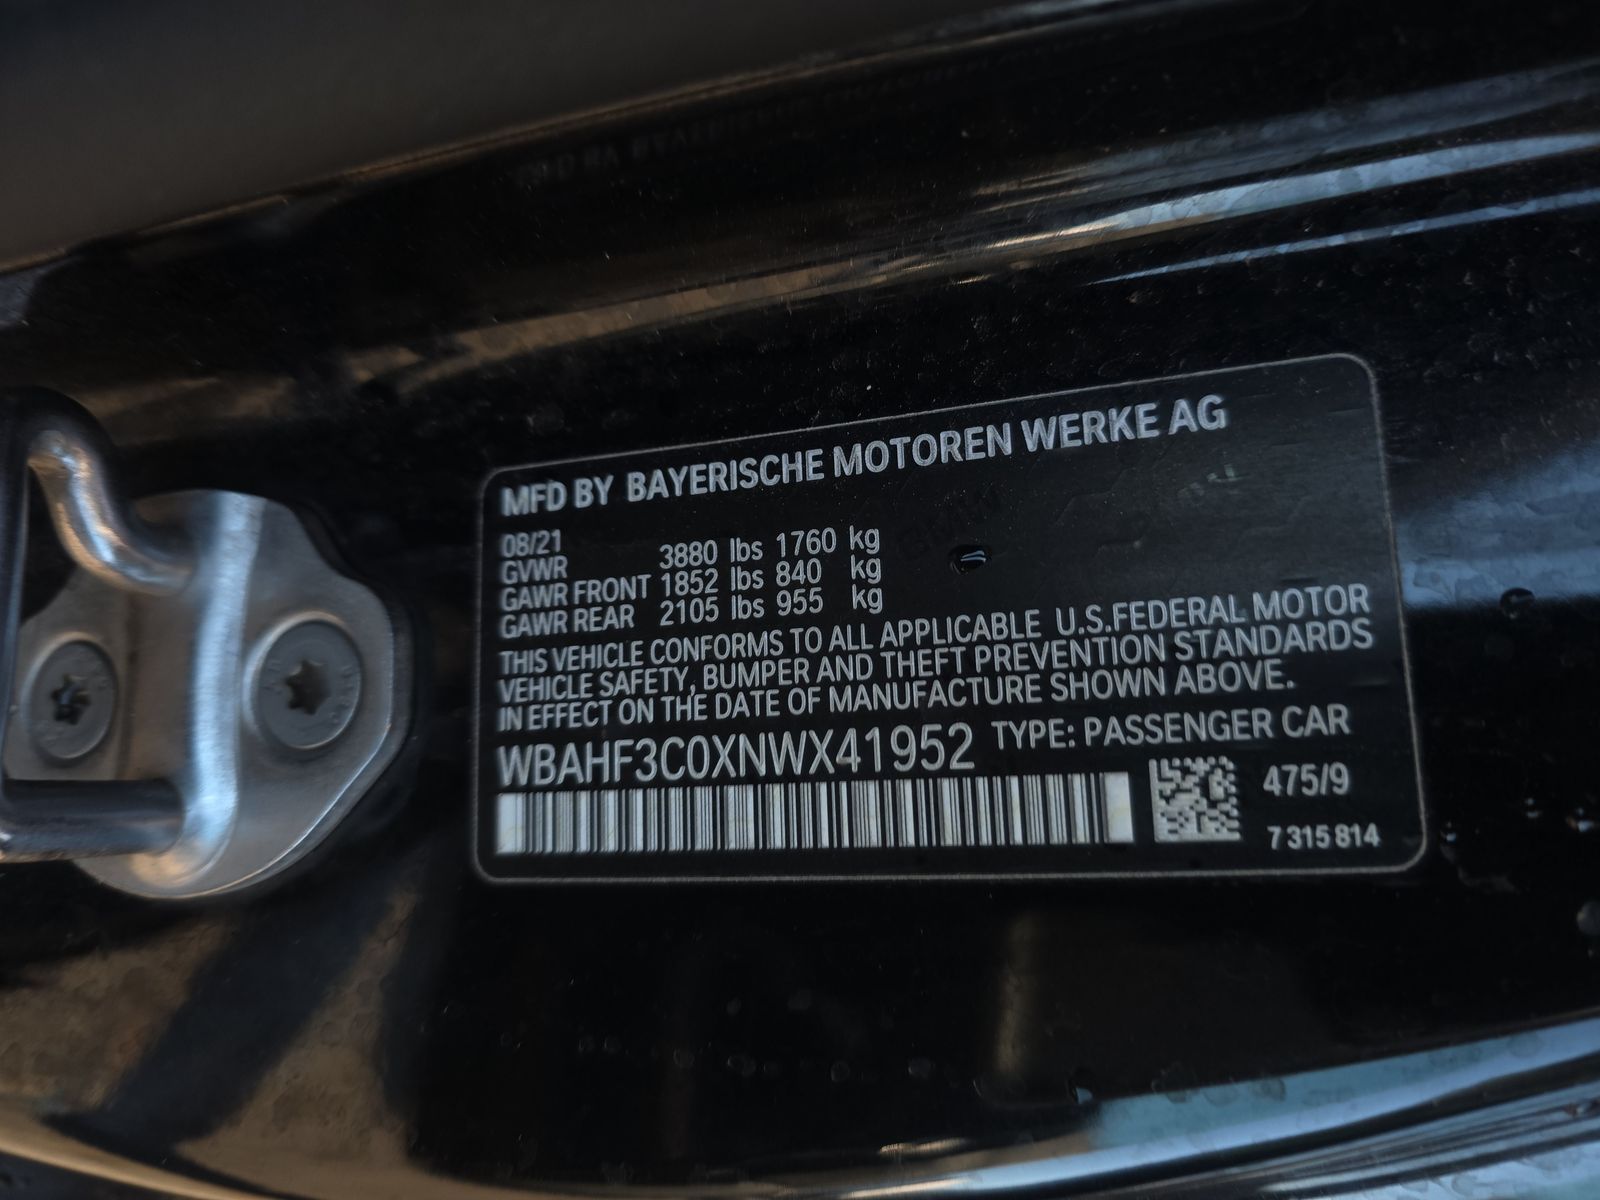 MFD BY BAYERISCHE MOTOREN WERKE AG
08/21
GVWR 3880 lbs 1760 kg
GAWR FRONT 1852 lbs 840 kg
GAWR REAR 2105 lbs 955 kg
THIS VEHICLE CONFORMS TO ALL APPLICABLE U.S.FEDERAL MOTOR
VEHICLE SAFETY, BUMPER AND THEFT PREVENTION STANDARDS
IN EFFECT ON THE DATE OF MANUFACTURE SHOWN ABOVE.
WBAHF3C0XNWX41952 TYPE: PASSENGER CAR
475/9
7 315 814